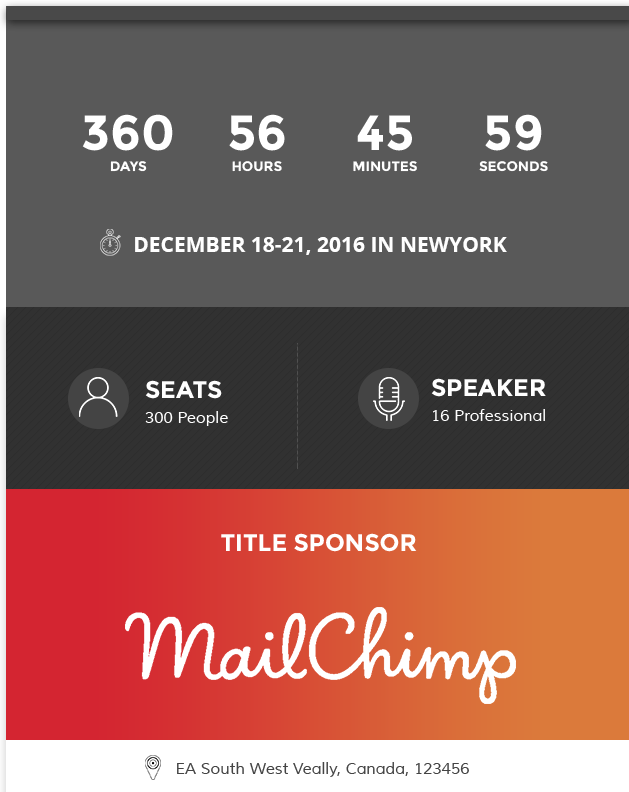 360 56 45 59
DAYS HOURS MINUTES SECONDS
DECEMBER 18-21, 2016 IN NEWYORK
SEATS
300 People
SPEAKER
16 Professional
TITLE SPONSOR
MailChimp
EA South West Veally, Canada, 123456